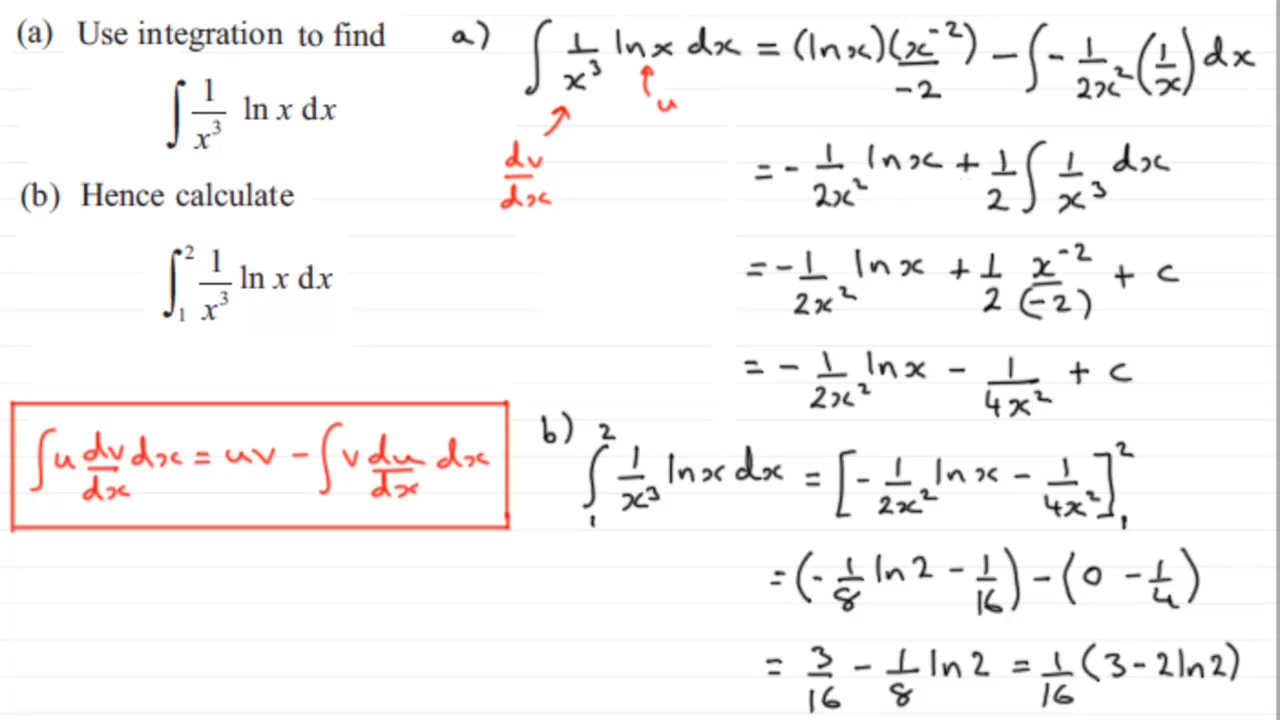 (a) Use integration to find
∫ 1/x³ ln x dx
(b) Hence calculate
∫₁² 1/x³ ln x dx
∫ u dv/dx dx = uv − ∫ v du/dx dx
a) ∫ 1/x³ ln x dx = (ln x)(x⁻²/−2) − ∫ − 1/2x² (1/x) dx
u
dv/dx
= − 1/2x² ln x + 1/2 ∫ 1/x³ dx
= − 1/2x² ln x + 1/2 x⁻²/(−2) + c
= − 1/2x² ln x − 1/4x² + c
b) ∫₁² 1/x³ ln x dx = [− 1/2x² ln x − 1/4x²]₁²
= (− 1/8 ln 2 − 1/16) − (0 − 1/4)
= 3/16 − 1/8 ln 2 = 1/16 (3 − 2 ln 2)